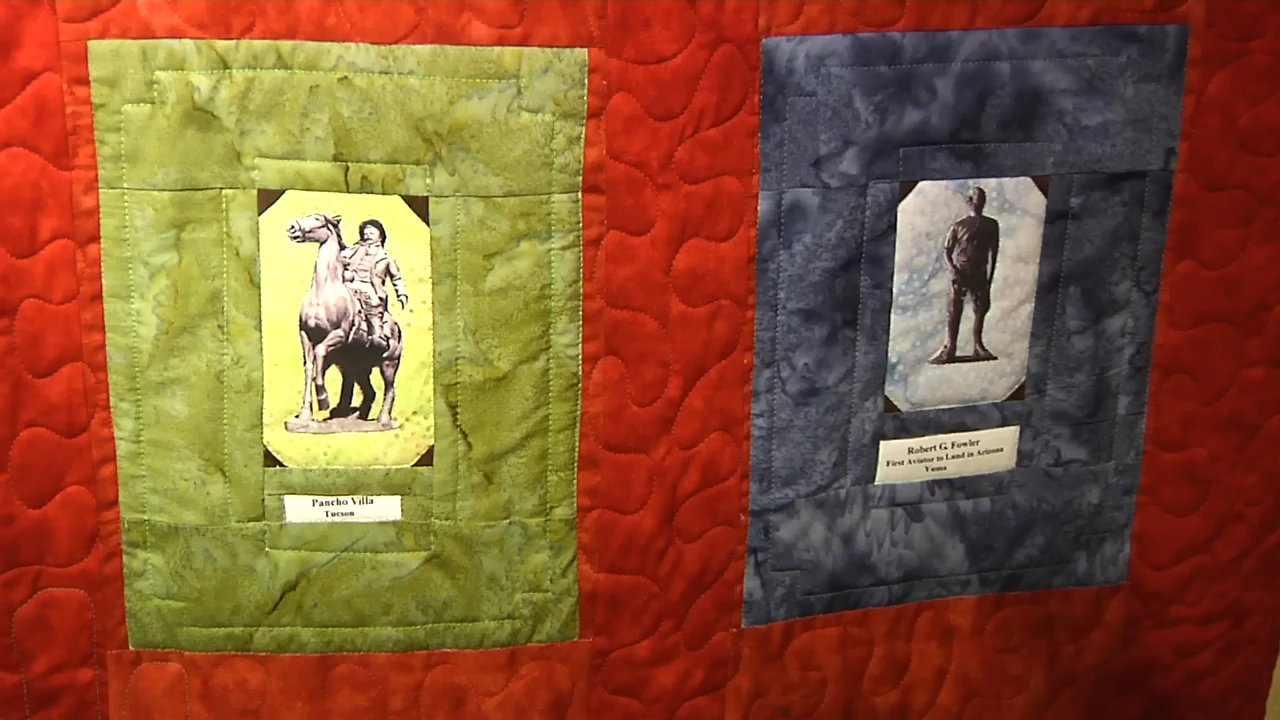 Pancho Villa
Tucson
Robert G. Fowler
First Aviator to Land in Arizona
Yuma